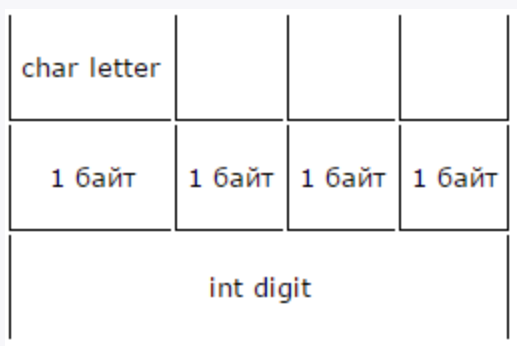 char letter
1 байт 1 байт 1 байт 1 байт
int digit